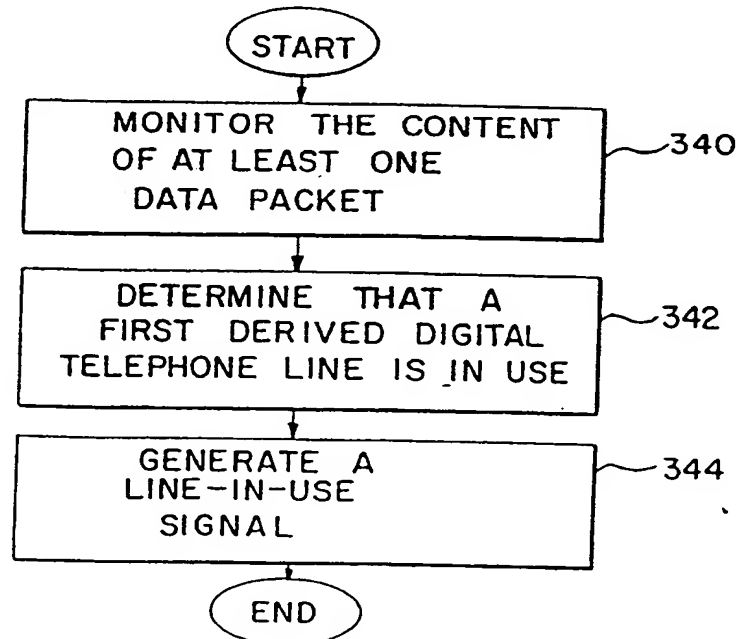 START
MONITOR THE CONTENT
OF AT LEAST ONE
DATA PACKET
340
DETERMINE THAT A
FIRST DERIVED DIGITAL
TELEPHONE LINE IS IN USE
342
GENERATE A
LINE-IN-USE
SIGNAL
344
END